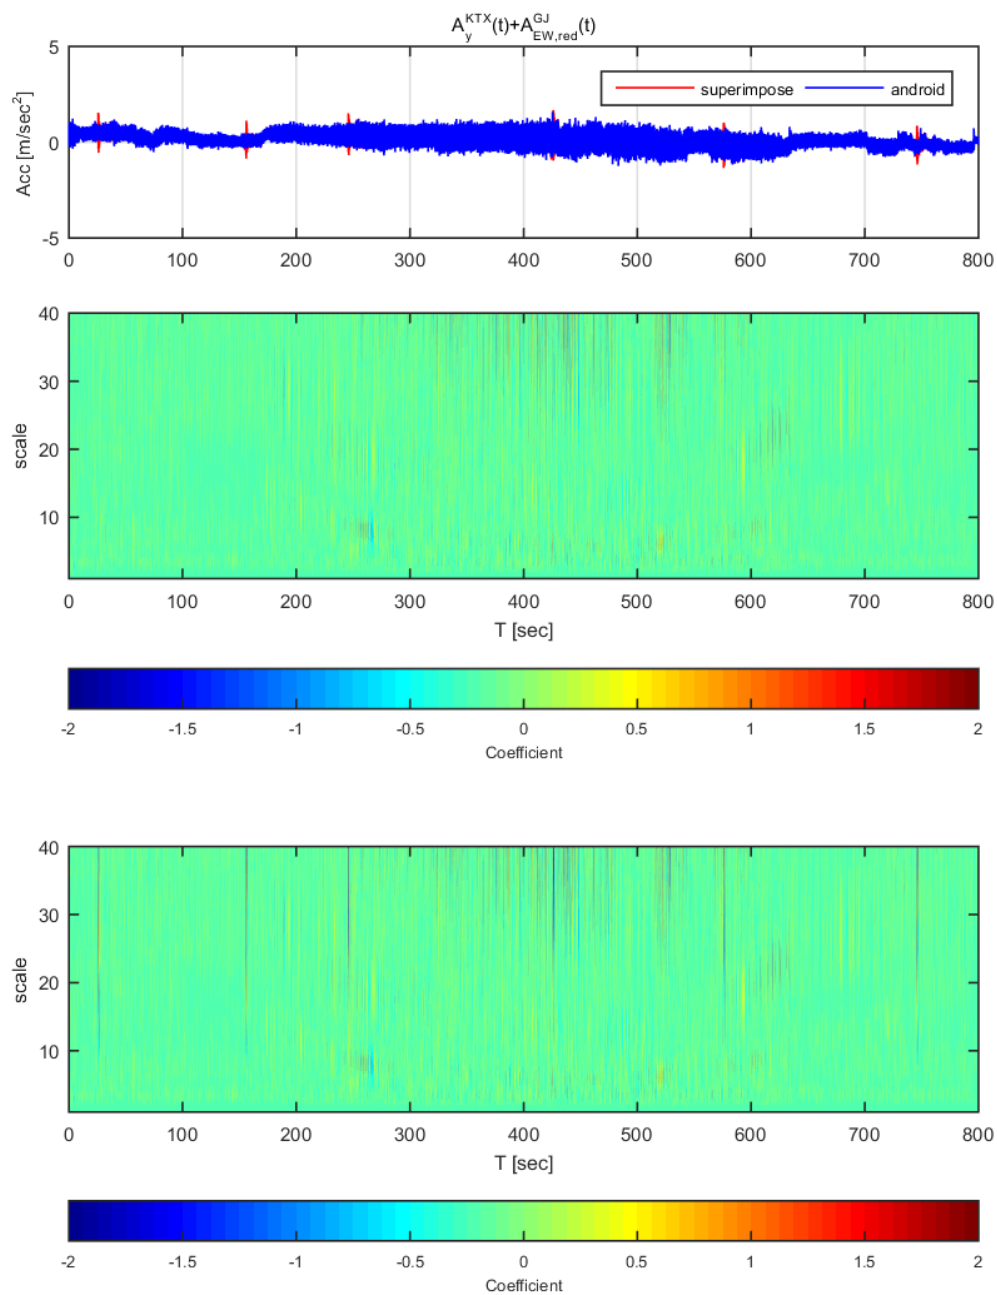 A_y^KTX(t)+A_EW,red^GJ(t)
5
0
-5
Acc [m/sec²]
superimpose
android
0 100 200 300 400 500 600 700 800
40
30
20
10
scale
0 100 200 300 400 500 600 700 800
T [sec]
-2 -1.5 -1 -0.5 0 0.5 1 1.5 2
Coefficient
40
30
20
10
scale
0 100 200 300 400 500 600 700 800
T [sec]
-2 -1.5 -1 -0.5 0 0.5 1 1.5 2
Coefficient